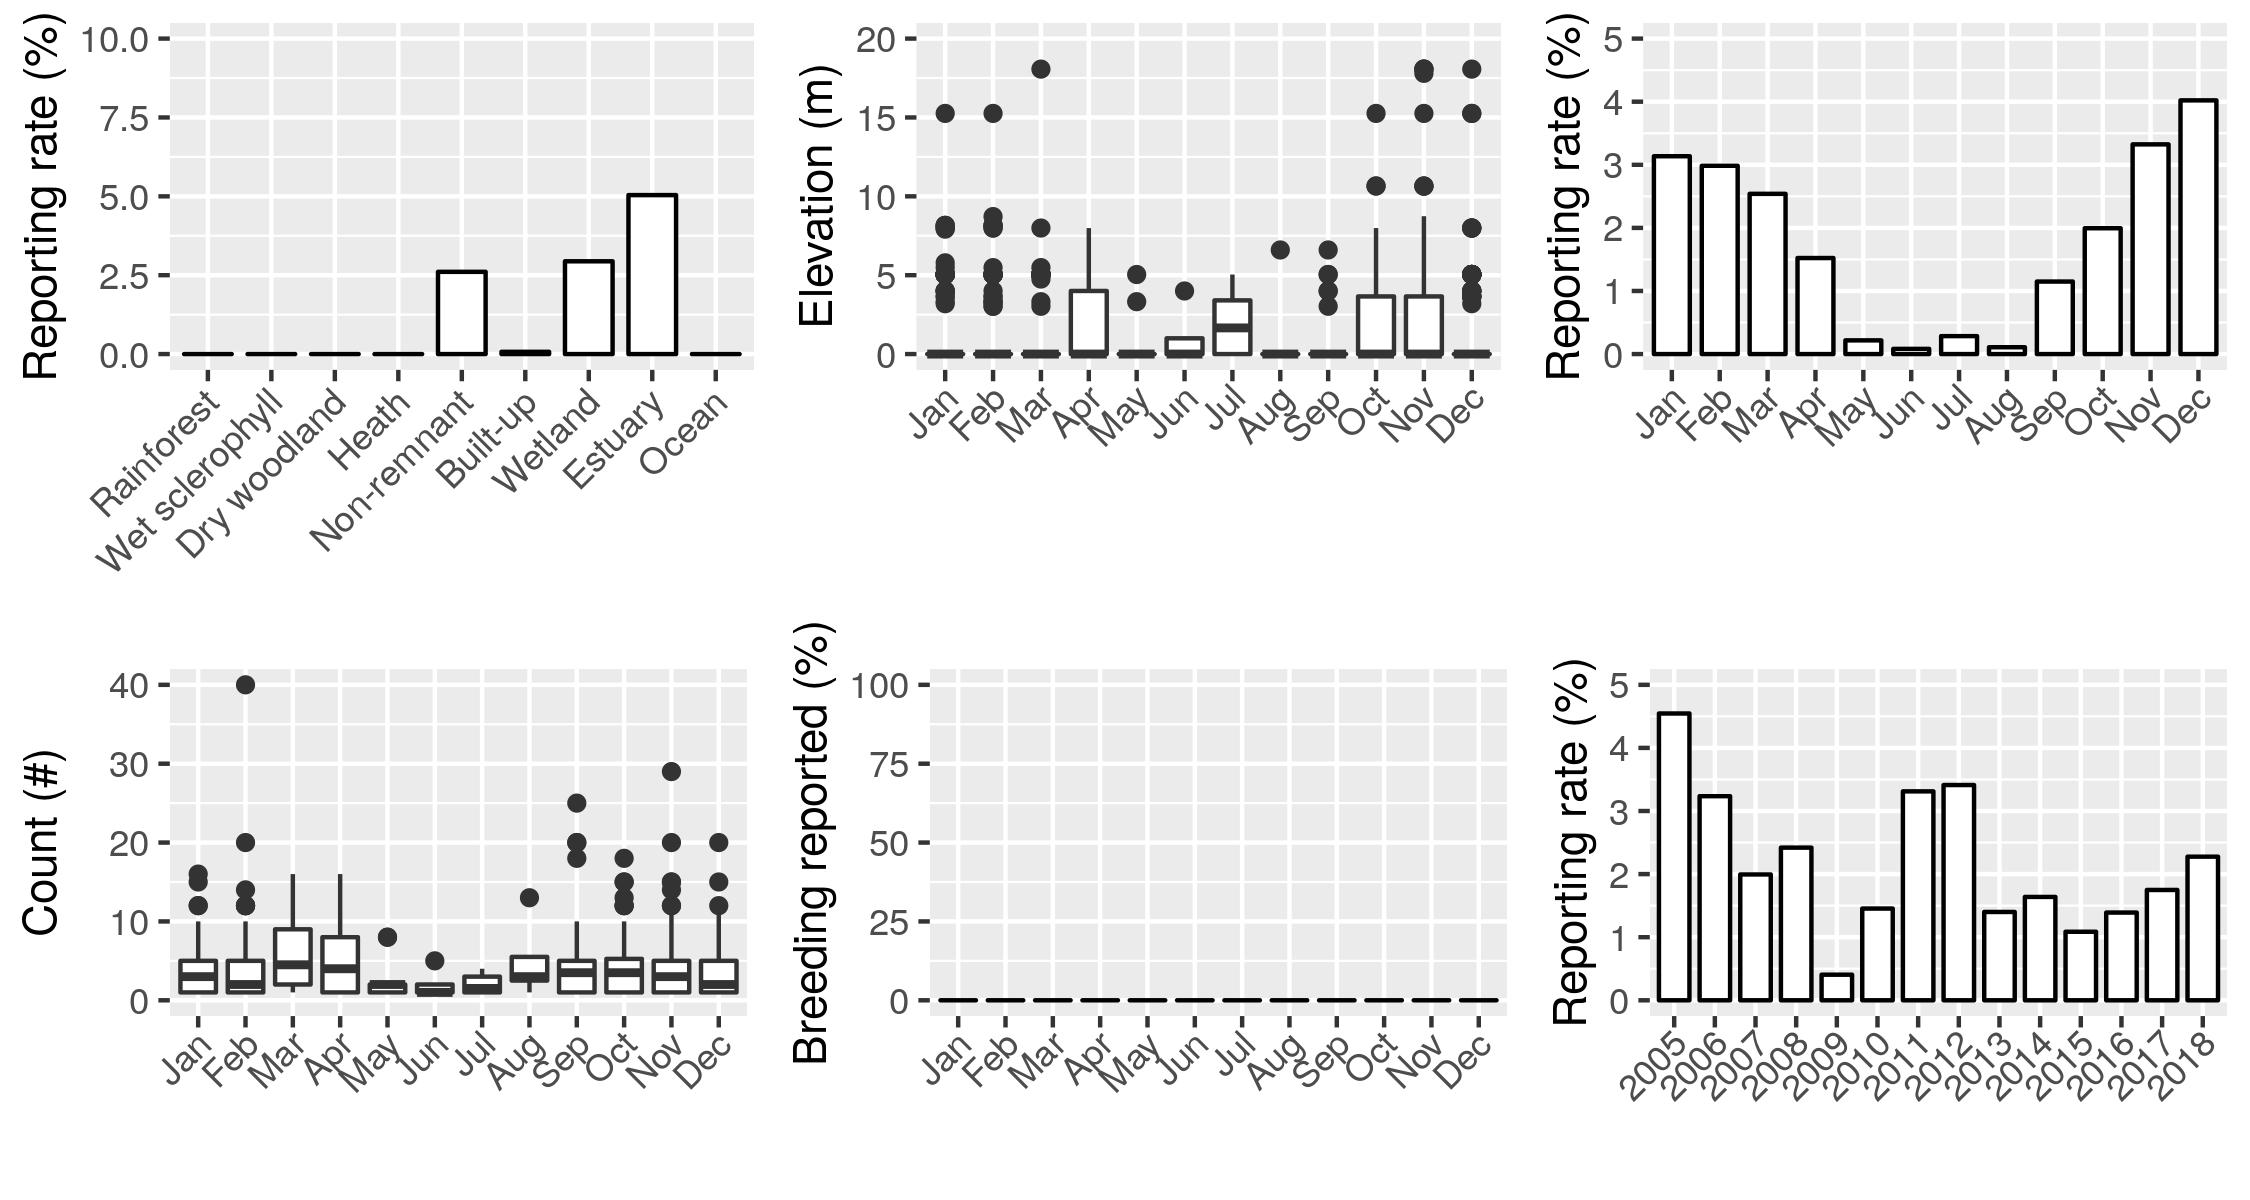 Reporting rate (%)
10.0
7.5
5.0
2.5
0.0
Rainforest
Wet sclerophyll
Dry woodland
Heath
Non-remnant
Built-up
Wetland
Estuary
Ocean
Elevation (m)
20
15
10
5
0
Jan
Feb
Mar
Apr
May
Jun
Jul
Aug
Sep
Oct
Nov
Dec
Reporting rate (%)
5
4
3
2
1
0
Jan
Feb
Mar
Apr
May
Jun
Jul
Aug
Sep
Oct
Nov
Dec
Count (#)
40
30
20
10
0
Jan
Feb
Mar
Apr
May
Jun
Jul
Aug
Sep
Oct
Nov
Dec
Breeding reported (%)
100
75
50
25
0
Jan
Feb
Mar
Apr
May
Jun
Jul
Aug
Sep
Oct
Nov
Dec
Reporting rate (%)
5
4
3
2
1
0
2005
2006
2007
2008
2009
2010
2011
2012
2013
2014
2015
2016
2017
2018